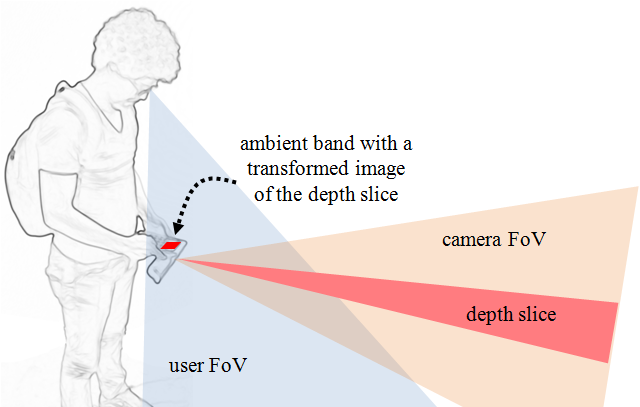 ambient band with a
transformed image
of the depth slice
camera FoV
depth slice
user FoV